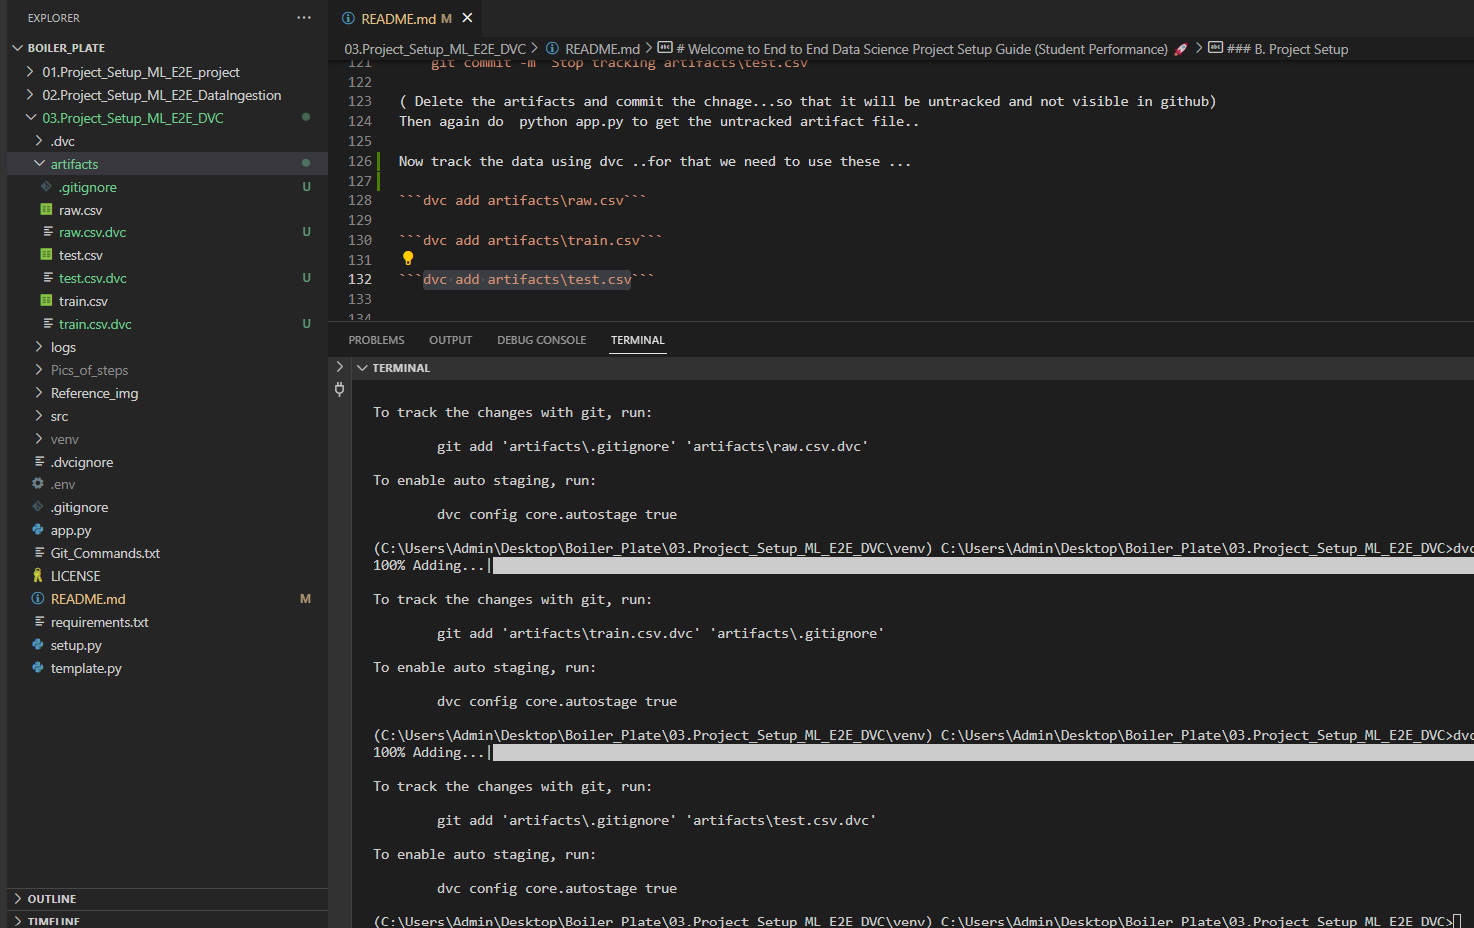 EXPLORER
BOILER_PLATE
01.Project_Setup_ML_E2E_project
02.Project_Setup_ML_E2E_DataIngestion
03.Project_Setup_ML_E2E_DVC
.dvc
artifacts
.gitignore U
raw.csv
raw.csv.dvc U
test.csv
test.csv.dvc U
train.csv
train.csv.dvc U
logs
Pics_of_steps
Reference_img
src
venv
.dvcignore
.env
.gitignore
app.py
Git_Commands.txt
LICENSE
README.md M
requirements.txt
setup.py
template.py
OUTLINE
TIMELINE
README.md M
03.Project_Setup_ML_E2E_DVC > README.md > # Welcome to End to End Data Science Project Setup Guide (Student Performance) 🚀 > ### B. Project Setup
121 git commit -m "Stop tracking artifacts\test.csv"
122
123 ( Delete the artifacts and commit the chnage...so that it will be untracked and not visible in github)
124 Then again do  python app.py to get the untracked artifact file..
125
126 Now track the data using dvc ..for that we need to use these ...
127
128 ```dvc add artifacts\raw.csv```
129
130 ```dvc add artifacts\train.csv```
131
132 ```dvc add artifacts\test.csv```
133
134
PROBLEMS OUTPUT DEBUG CONSOLE TERMINAL
TERMINAL
To track the changes with git, run:
git add 'artifacts\.gitignore' 'artifacts\raw.csv.dvc'
To enable auto staging, run:
dvc config core.autostage true
(C:\Users\Admin\Desktop\Boiler_Plate\03.Project_Setup_ML_E2E_DVC\venv) C:\Users\Admin\Desktop\Boiler_Plate\03.Project_Setup_ML_E2E_DVC>dvc
100% Adding...|
To track the changes with git, run:
git add 'artifacts\train.csv.dvc' 'artifacts\.gitignore'
To enable auto staging, run:
dvc config core.autostage true
(C:\Users\Admin\Desktop\Boiler_Plate\03.Project_Setup_ML_E2E_DVC\venv) C:\Users\Admin\Desktop\Boiler_Plate\03.Project_Setup_ML_E2E_DVC>dvc
100% Adding...|
To track the changes with git, run:
git add 'artifacts\.gitignore' 'artifacts\test.csv.dvc'
To enable auto staging, run:
dvc config core.autostage true
(C:\Users\Admin\Desktop\Boiler_Plate\03.Project_Setup_ML_E2E_DVC\venv) C:\Users\Admin\Desktop\Boiler_Plate\03.Project_Setup_ML_E2E_DVC>